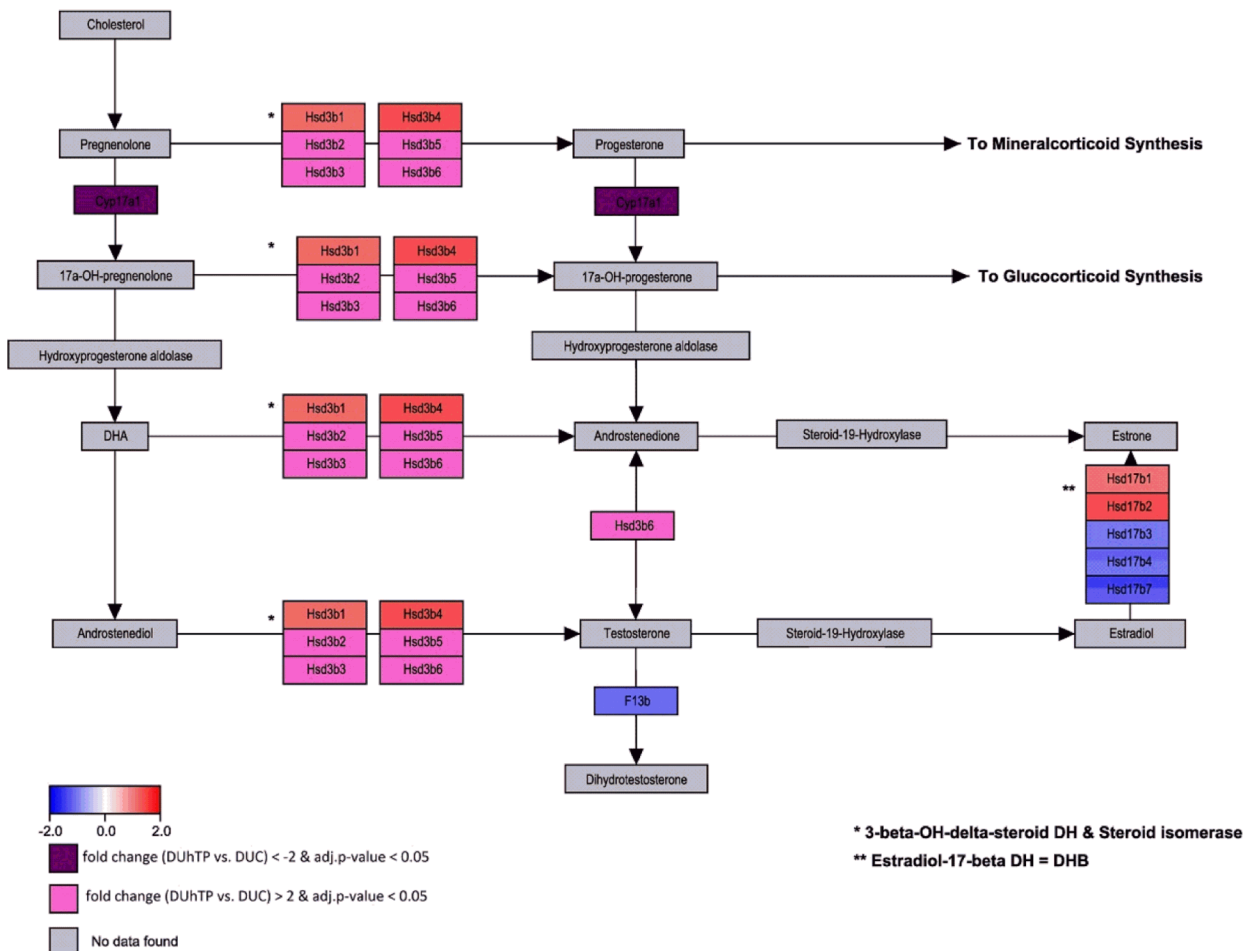 Cholesterol
* Hsd3b1 Hsd3b4
Pregnenolone Hsd3b2 Hsd3b5 Progesterone To Mineralcorticoid Synthesis
Hsd3b3 Hsd3b6
Cyp17a1 Cyp17a1
* Hsd3b1 Hsd3b4
17a-OH-pregnenolone Hsd3b2 Hsd3b5 17a-OH-progesterone To Glucocorticoid Synthesis
Hsd3b3 Hsd3b6
Hydroxyprogesterone aldolase Hydroxyprogesterone aldolase
* Hsd3b1 Hsd3b4
DHA Hsd3b2 Hsd3b5 Androstenedione Steroid-19-Hydroxylase Estrone
Hsd3b3 Hsd3b6
** Hsd17b1
Hsd17b2
Hsd3b6 Hsd17b3
Hsd17b4
Hsd17b7
* Hsd3b1 Hsd3b4
Androstenediol Hsd3b2 Hsd3b5 Testosterone Steroid-19-Hydroxylase Estradiol
Hsd3b3 Hsd3b6
F13b
Dihydrotestosterone
-2.0 0.0 2.0
fold change (DUhTP vs. DUC) < -2 & adj.p-value < 0.05
fold change (DUhTP vs. DUC) > 2 & adj.p-value < 0.05
No data found
* 3-beta-OH-delta-steroid DH & Steroid isomerase
** Estradiol-17-beta DH = DHB